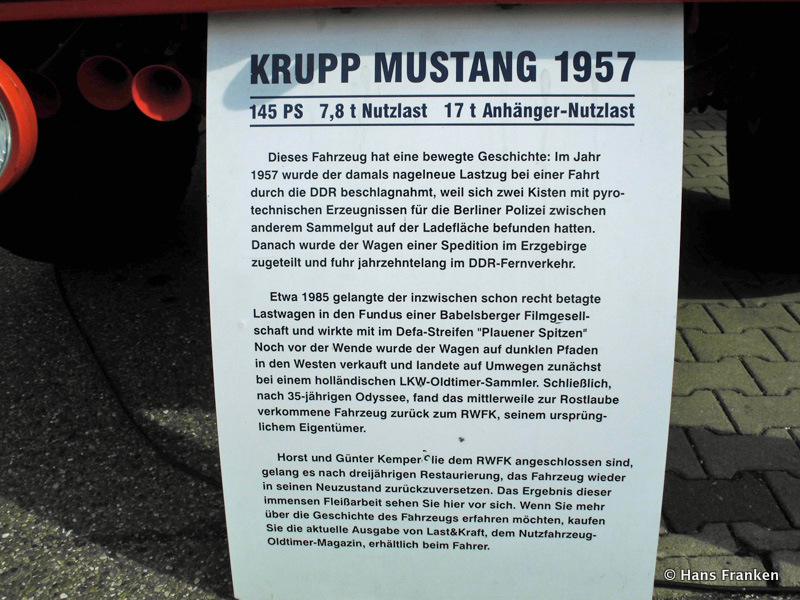 KRUPP MUSTANG 1957
145 PS 7,8 t Nutzlast 17 t Anhänger-Nutzlast
Dieses Fahrzeug hat eine bewegte Geschichte: Im Jahr
1957 wurde der damals nagelneue Lastzug bei einer Fahrt
durch die DDR beschlagnahmt, weil sich zwei Kisten mit pyro-
technischen Erzeugnissen für die Berliner Polizei zwischen
anderem Sammelgut auf der Ladefläche befunden hatten.
Danach wurde der Wagen einer Spedition im Erzgebirge
zugeteilt und fuhr jahrzehntelang im DDR-Fernverkehr.
Etwa 1985 gelangte der inzwischen schon recht betagte
Lastwagen in den Fundus einer Babelsberger Filmgesell-
schaft und wirkte mit im Defa-Streifen "Plauener Spitzen"
Noch vor der Wende wurde der Wagen auf dunklen Pfaden
in den Westen verkauft und landete auf Umwegen zunächst
bei einem holländischen LKW-Oldtimer-Sammler. Schließlich,
nach 35-jährigen Odyssee, fand das mittlerweile zur Rostlaube
verkommene Fahrzeug zurück zum RWFK, seinem ursprüng-
lichem Eigentümer.
Horst und Günter Kemper die dem RWFK angeschlossen sind,
gelang es nach dreijährigen Restaurierung, das Fahrzeug wieder
in seinen Neuzustand zurückzuversetzen. Das Ergebnis dieser
immensen Fleißarbeit sehen Sie hier vor sich. Wenn Sie mehr
über die Geschichte des Fahrzeugs erfahren möchten, kaufen
Sie die aktuelle Ausgabe von Last&Kraft, dem Nutzfahrzeug-
Oldtimer-Magazin, erhältlich beim Fahrer.
© Hans Franken